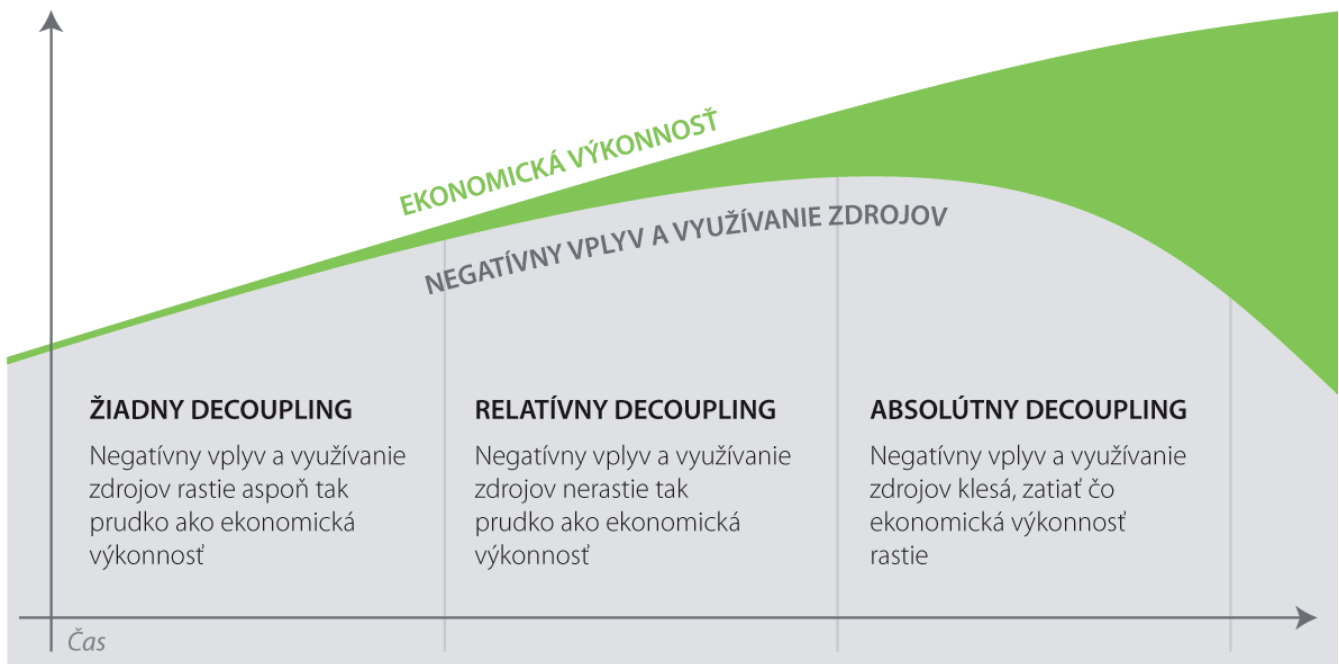 EKONOMICKÁ VÝKONNOSŤ
NEGATÍVNY VPLYV A VYUŽÍVANIE ZDROJOV
ŽIADNY DECOUPLING
Negatívny vplyv a využívanie
zdrojov rastie aspoň tak
prudko ako ekonomická
výkonnosť
RELATÍVNY DECOUPLING
Negatívny vplyv a využívanie
zdrojov nerastie tak
prudko ako ekonomická
výkonnosť
ABSOLÚTNY DECOUPLING
Negatívny vplyv a využívanie
zdrojov klesá, zatiať čo
ekonomická výkonnosť
rastie
Čas